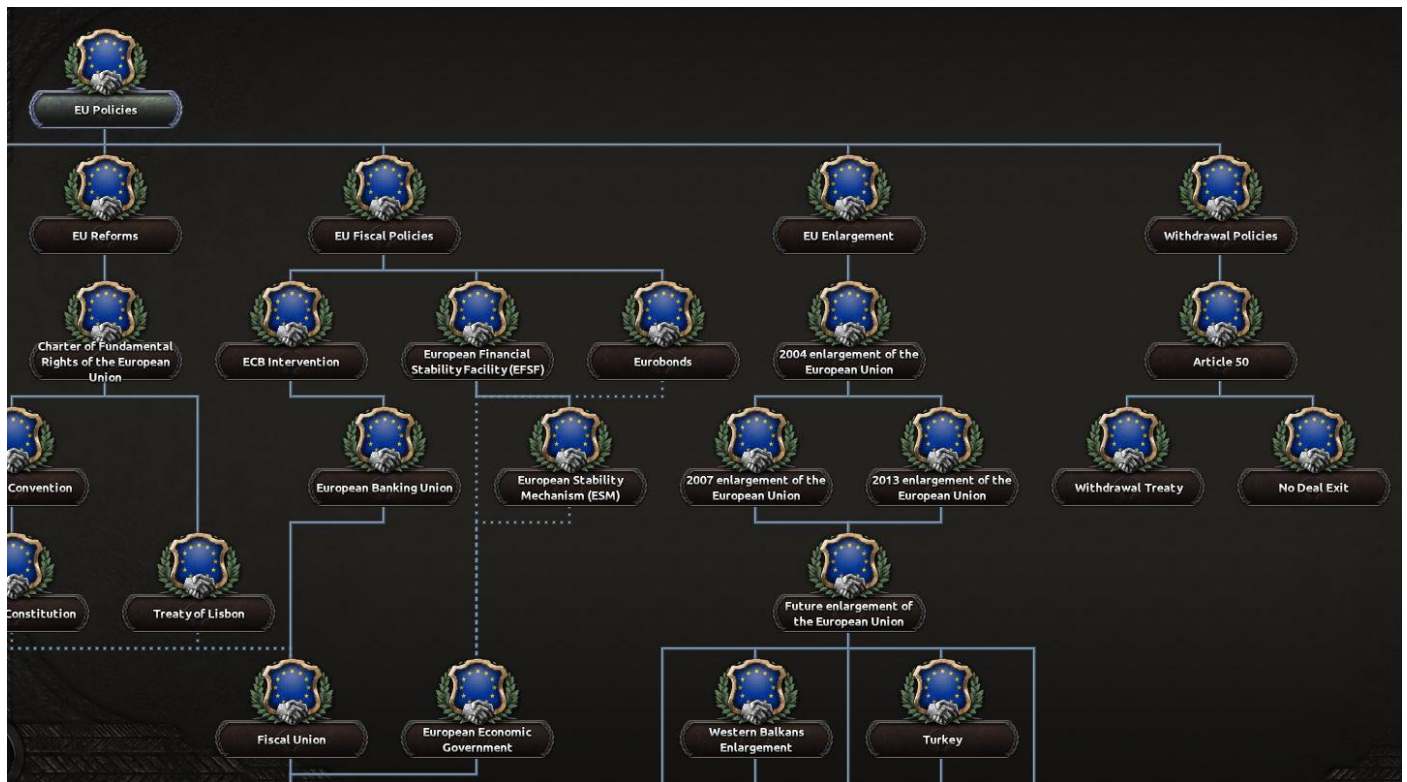 EU Policies
EU Reforms
EU Fiscal Policies
EU Enlargement
Withdrawal Policies
Charter of Fundamental
Rights of the European
Union
ECB Intervention
European Financial
Stability Facility (EFSF)
Eurobonds
2004 enlargement of the
European Union
Article 50
Convention
European Banking Union
European Stability
Mechanism (ESM)
2007 enlargement of the
European Union
2013 enlargement of the
European Union
Withdrawal Treaty
No Deal Exit
Constitution
Treaty of Lisbon
Future enlargement of
the European Union
Fiscal Union
European Economic
Government
Western Balkans
Enlargement
Turkey